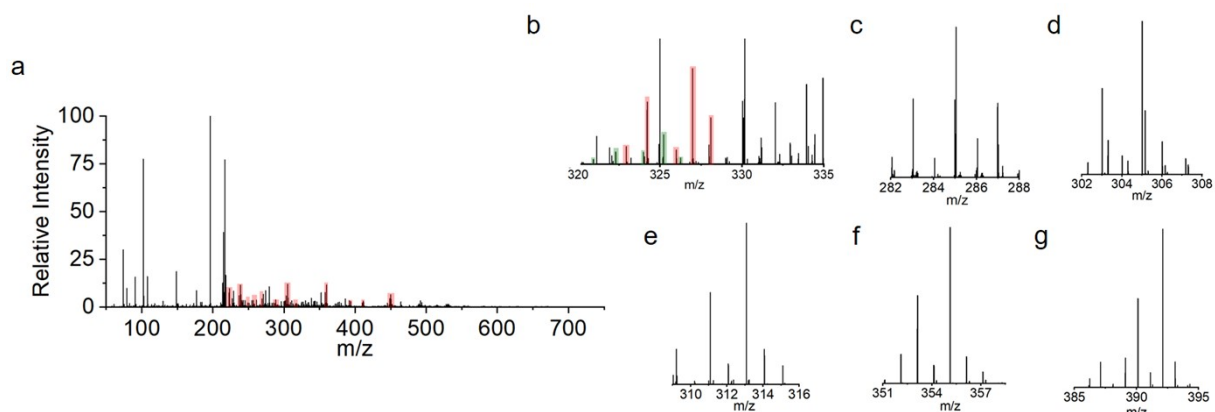 a
Relative Intensity
100
75
50
25
0
100 200 300 400 500 600 700
m/z
b
320 325 330 335
m/z
c
282 284 286 288
m/z
d
302 304 306 308
m/z
e
310 312 314 316
m/z
f
351 354 357
m/z
g
385 390 395
m/z